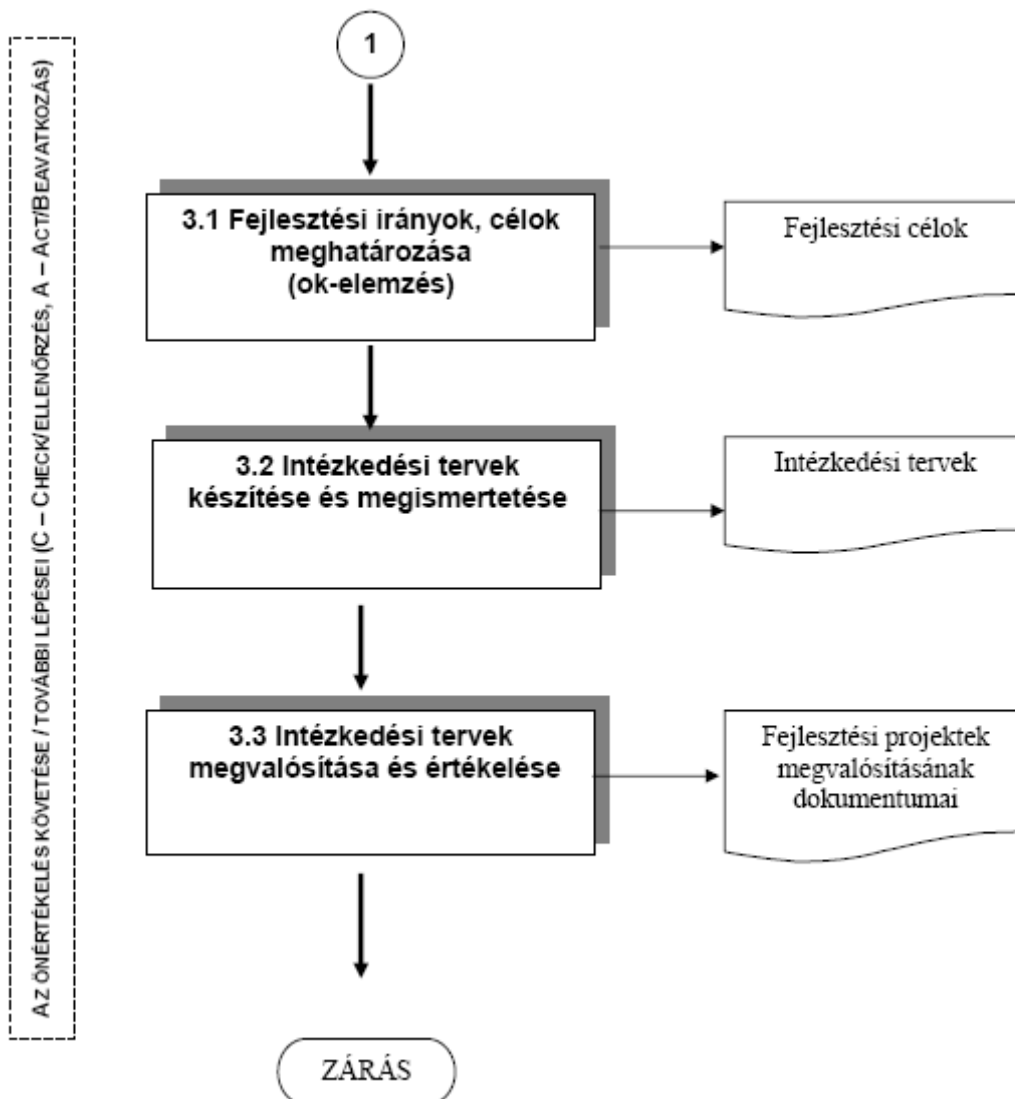 1
AZ ÖNÉRTÉKELÉS KÖVETÉSE / TOVÁBBI LÉPÉSEI (C – CHECK/ELLENŐRZÉS, A – ACT/BEAVATKOZÁS)
3.1 Fejlesztési irányok, célok
meghatározása
(ok-elemzés)
Fejlesztési célok
3.2 Intézkedési tervek
készítése és megismertetése
Intézkedési tervek
3.3 Intézkedési tervek
megvalósítása és értékelése
Fejlesztési projektek
megvalósításának
dokumentumai
ZÁRÁS